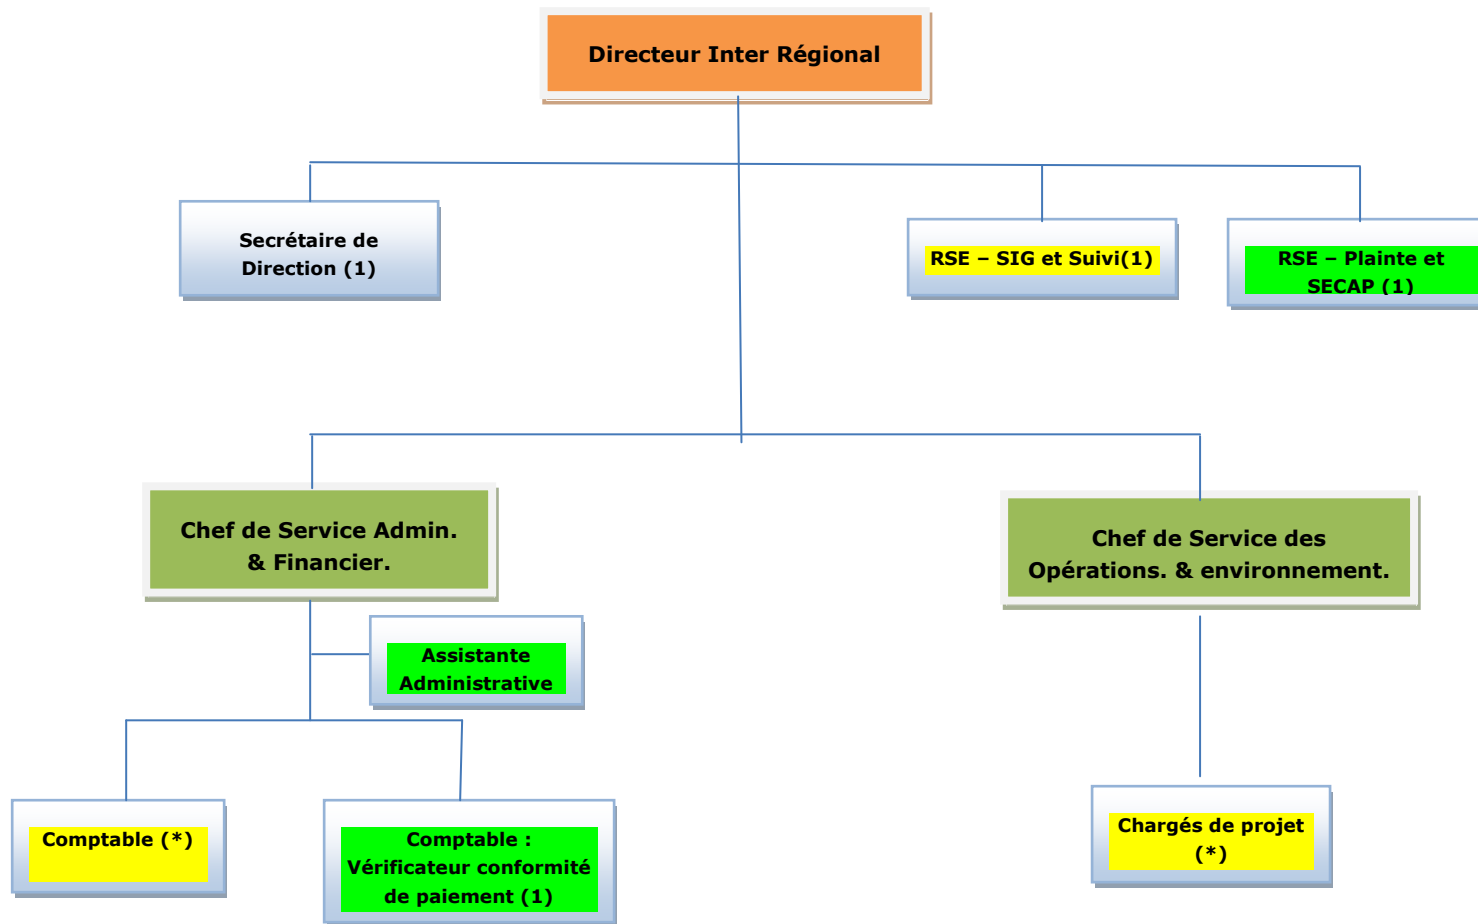 Directeur Inter Régional
Secrétaire de
Direction (1)
RSE – SIG et Suivi(1)
RSE – Plainte et
SECAP (1)
Chef de Service Admin.
& Financier.
Chef de Service des
Opérations. & environnement.
Assistante
Administrative
Comptable (*)
Comptable :
Vérificateur conformité
de paiement (1)
Chargés de projet
(*)